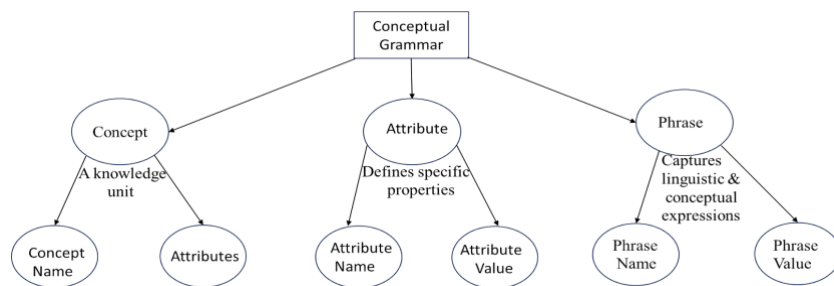 Conceptual
Grammar
Concept
Attribute
Phrase
A knowledge
unit
Defines specific
properties
Captures
linguistic &
conceptual
expressions
Concept
Name
Attributes
Attribute
Name
Attribute
Value
Phrase
Name
Phrase
Value